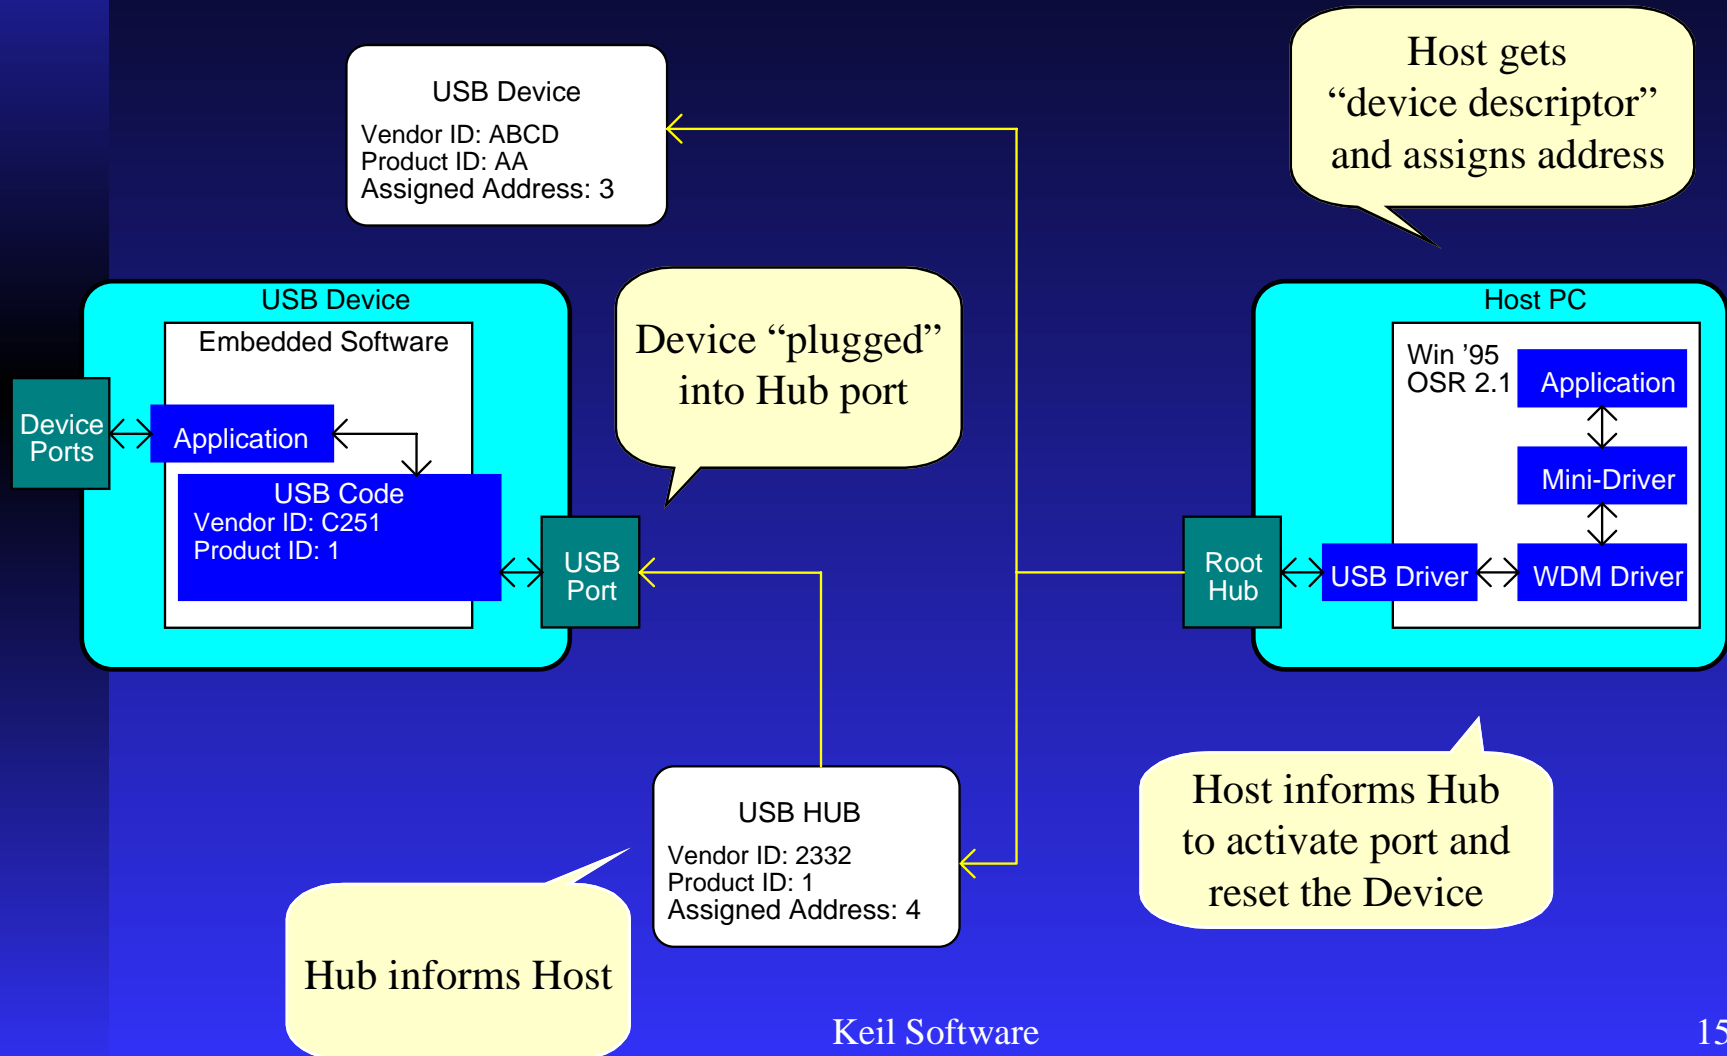 USB Device
Vendor ID: ABCD
Product ID: AA
Assigned Address: 3
Host gets
“device descriptor”
and assigns address
USB Device
Embedded Software
Device
Ports
Application
USB Code
Vendor ID: C251
Product ID: 1
USB
Port
Device “plugged”
into Hub port
Host PC
Win ’95
OSR 2.1
Application
Mini-Driver
Root
Hub
USB Driver
WDM Driver
USB HUB
Vendor ID: 2332
Product ID: 1
Assigned Address: 4
Hub informs Host
Host informs Hub
to activate port and
reset the Device
Keil Software
15